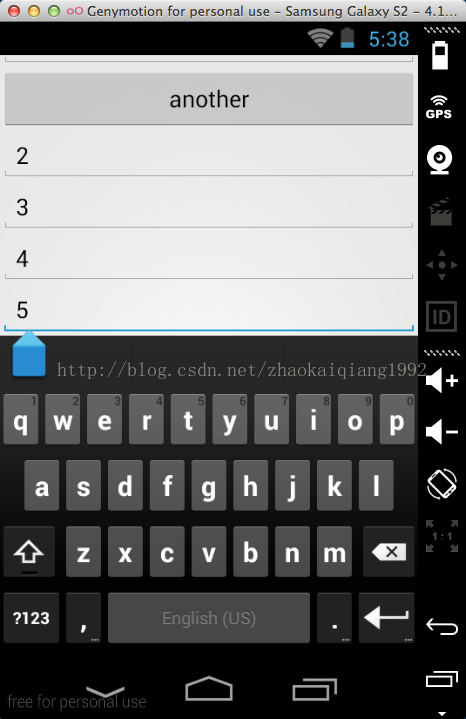 Genymotion for personal use – Samsung Galaxy S2 – 4.1...
5:38
another
GPS
2
3
4
ID
5
http://blog.csdn.net/zhaokaiqiang1992
1 2 3 4 5 6 7 8 9 0
q w e r t y u i o p
a s d f g h j k l
z x c v b n m
1:1
?123 , ... English (US) . ... ...
free for personal use